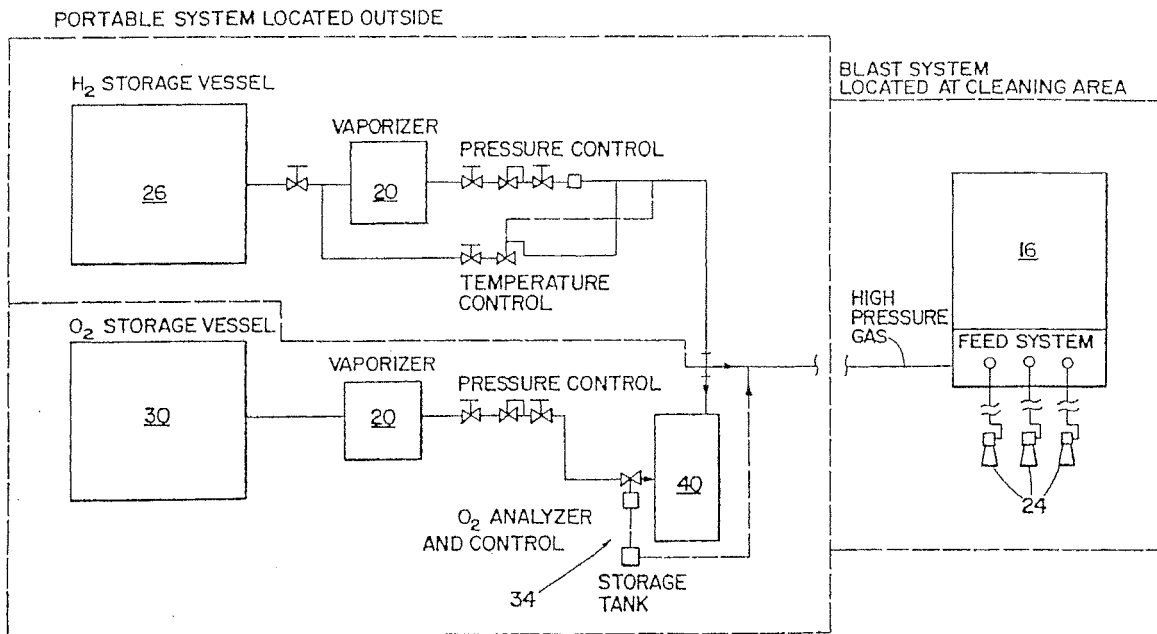 PORTABLE SYSTEM LOCATED OUTSIDE
H2 STORAGE VESSEL
VAPORIZER
PRESSURE CONTROL
26
20
TEMPERATURE
CONTROL
O2 STORAGE VESSEL
VAPORIZER
PRESSURE CONTROL
30
20
40
O2 ANALYZER
AND CONTROL
34
STORAGE
TANK
BLAST SYSTEM
LOCATED AT CLEANING AREA
16
HIGH
PRESSURE
GAS
FEED SYSTEM
24